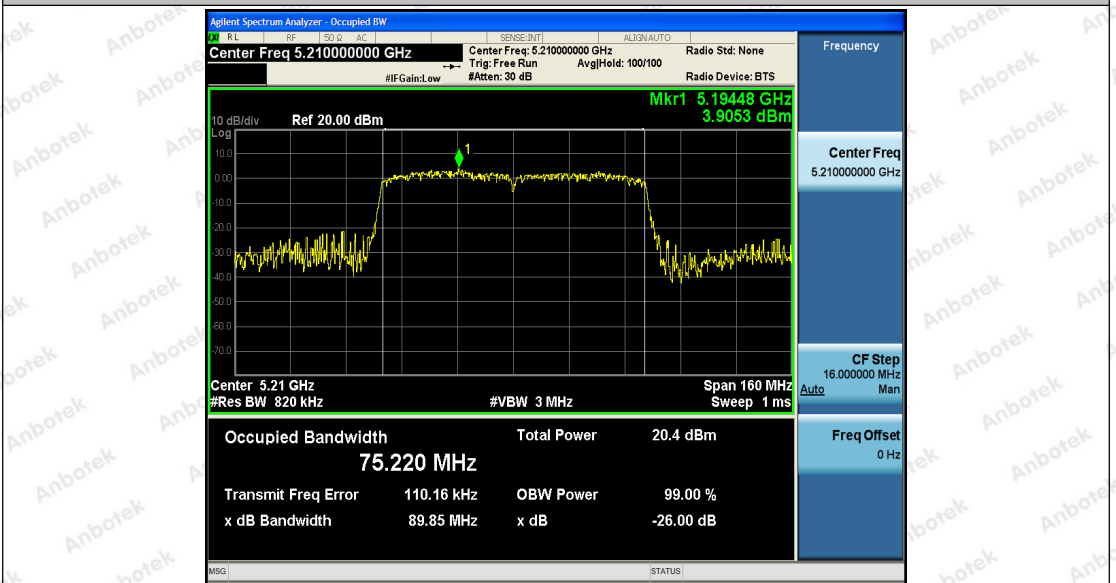 Agilent Spectrum Analyzer - Occupied BW
LXI RL RF 50 Ω AC SENSE:INT ALIGNAUTO
Center Freq 5.210000000 GHz
Center Freq: 5.210000000 GHz
Radio Std: None
Trig: Free Run Avg|Hold: 100/100
#IFGain:Low
#Atten: 30 dB
Radio Device: BTS
Mkr1 5.19448 GHz
3.9053 dBm
10 dB/div Ref 20.00 dBm
Log
10.0
0.00
-10.0
-20.0
-30.0
-40.0
-50.0
-60.0
-70.0
1
Center 5.21 GHz
Span 160 MHz
#Res BW 820 kHz
#VBW 3 MHz
Sweep 1 ms
Occupied Bandwidth
75.220 MHz
Total Power 20.4 dBm
Transmit Freq Error 110.16 kHz
OBW Power 99.00 %
x dB Bandwidth 89.85 MHz
x dB -26.00 dB
MSG
STATUS
Frequency
Center Freq
5.210000000 GHz
CF Step
16.000000 MHz
Auto Man
Freq Offset
0 Hz
Anbotek